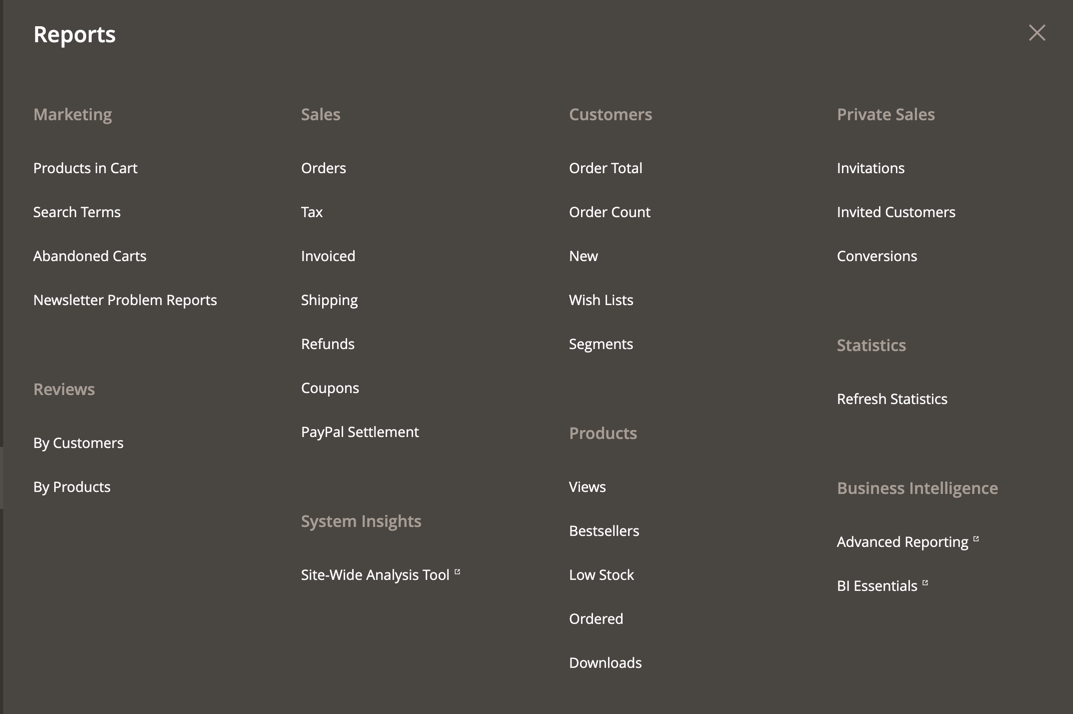 Reports
Marketing
Products in Cart
Search Terms
Abandoned Carts
Newsletter Problem Reports
Reviews
By Customers
By Products
Sales
Orders
Tax
Invoiced
Shipping
Refunds
Coupons
PayPal Settlement
System Insights
Site-Wide Analysis Tool
Customers
Order Total
Order Count
New
Wish Lists
Segments
Products
Views
Bestsellers
Low Stock
Ordered
Downloads
Private Sales
Invitations
Invited Customers
Conversions
Statistics
Refresh Statistics
Business Intelligence
Advanced Reporting
BI Essentials